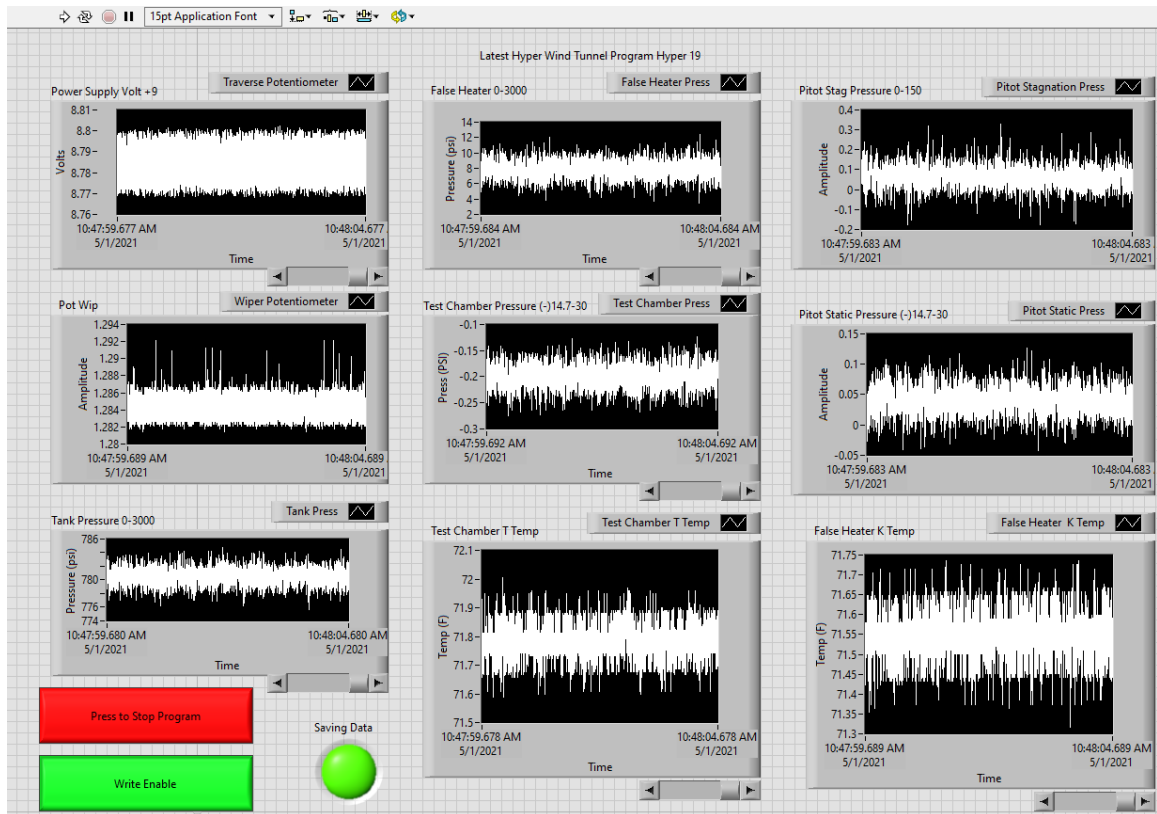 15pt Application Font
Latest Hyper Wind Tunnel Program Hyper 19
Power Supply Volt +9
Traverse Potentiometer
Volts
8.81
8.8
8.79
8.78
8.77
8.76
10:47:59.677 AM
5/1/2021
10:48:04.677
5/1/2021
Time
False Heater 0-3000
False Heater Press
Pressure (psi)
14
12
10
8
6
4
2
10:47:59.684 AM
5/1/2021
10:48:04.684 AM
5/1/2021
Time
Pitot Stag Pressure 0-150
Pitot Stagnation Press
Amplitude
0.4
0.3
0.2
0.1
0
-0.1
-0.2
10:47:59.683 AM
5/1/2021
10:48:04.683
5/1/2021
Pot Wip
Wiper Potentiometer
Amplitude
1.294
1.292
1.29
1.288
1.286
1.284
1.282
1.28
10:47:59.689 AM
5/1/2021
10:48:04.689
5/1/2021
Test Chamber Pressure (-)14.7-30
Test Chamber Press
Press (PSI)
-0.1
-0.15
-0.2
-0.25
-0.3
10:47:59.692 AM
5/1/2021
10:48:04.692 AM
5/1/2021
Time
Pitot Static Pressure (-)14.7-30
Pitot Static Press
Amplitude
0.15
0.1
0.05
0
-0.05
10:47:59.683 AM
5/1/2021
10:48:04.683
5/1/2021
Tank Pressure 0-3000
Tank Press
Pressure (psi)
786
780
776
774
10:47:59.680 AM
5/1/2021
10:48:04.680 AM
5/1/2021
Time
Test Chamber T Temp
Test Chamber T Temp
Temp (F)
72.1
72
71.9
71.8
71.7
71.6
71.5
10:47:59.678 AM
5/1/2021
10:48:04.678 AM
5/1/2021
Time
False Heater K Temp
False Heater K Temp
Temp (F)
71.75
71.7
71.65
71.6
71.55
71.5
71.45
71.4
71.35
71.3
10:47:59.689 AM
5/1/2021
10:48:04.689 AM
5/1/2021
Time
Press to Stop Program
Write Enable
Saving Data